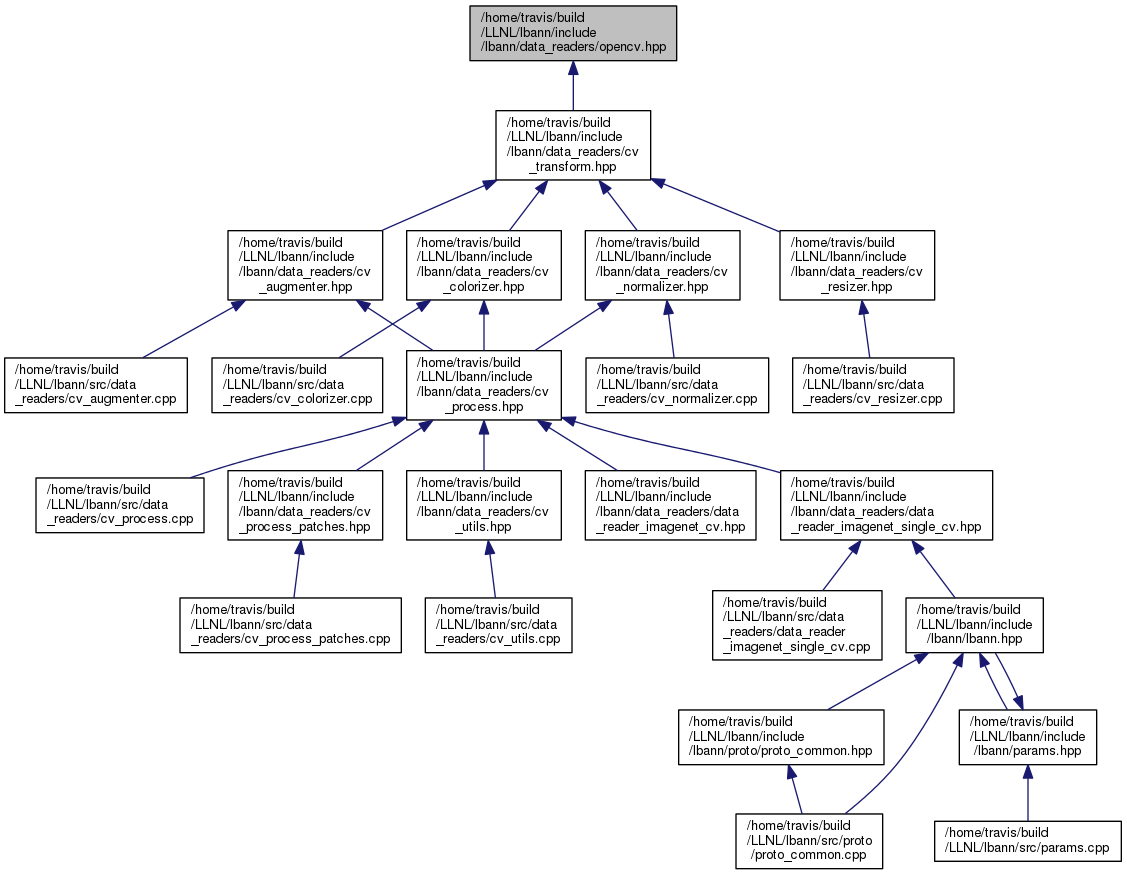 /home/travis/build
/LLNL/lbann/include
/lbann/data_readers/opencv.hpp
/home/travis/build
/LLNL/lbann/include
/lbann/data_readers/cv
_transform.hpp
/home/travis/build
/LLNL/lbann/include
/lbann/data_readers/cv
_augmenter.hpp
/home/travis/build
/LLNL/lbann/include
/lbann/data_readers/cv
_colorizer.hpp
/home/travis/build
/LLNL/lbann/include
/lbann/data_readers/cv
_normalizer.hpp
/home/travis/build
/LLNL/lbann/include
/lbann/data_readers/cv
_resizer.hpp
/home/travis/build
/LLNL/lbann/src/data
_readers/cv_augmenter.cpp
/home/travis/build
/LLNL/lbann/src/data
_readers/cv_colorizer.cpp
/home/travis/build
/LLNL/lbann/include
/lbann/data_readers/cv
_process.hpp
/home/travis/build
/LLNL/lbann/src/data
_readers/cv_normalizer.cpp
/home/travis/build
/LLNL/lbann/src/data
_readers/cv_resizer.cpp
/home/travis/build
/LLNL/lbann/src/data
_readers/cv_process.cpp
/home/travis/build
/LLNL/lbann/include
/lbann/data_readers/cv
_process_patches.hpp
/home/travis/build
/LLNL/lbann/include
/lbann/data_readers/cv
_utils.hpp
/home/travis/build
/LLNL/lbann/include
/lbann/data_readers/data
_reader_imagenet_cv.hpp
/home/travis/build
/LLNL/lbann/include
/lbann/data_readers/data
_reader_imagenet_single_cv.hpp
/home/travis/build
/LLNL/lbann/src/data
_readers/cv_process_patches.cpp
/home/travis/build
/LLNL/lbann/src/data
_readers/cv_utils.cpp
/home/travis/build
/LLNL/lbann/src/data
_readers/data_reader
_imagenet_single_cv.cpp
/home/travis/build
/LLNL/lbann/include
/lbann/lbann.hpp
/home/travis/build
/LLNL/lbann/include
/lbann/proto/proto_common.hpp
/home/travis/build
/LLNL/lbann/include
/lbann/params.hpp
/home/travis/build
/LLNL/lbann/src/proto
/proto_common.cpp
/home/travis/build
/LLNL/lbann/src/params.cpp